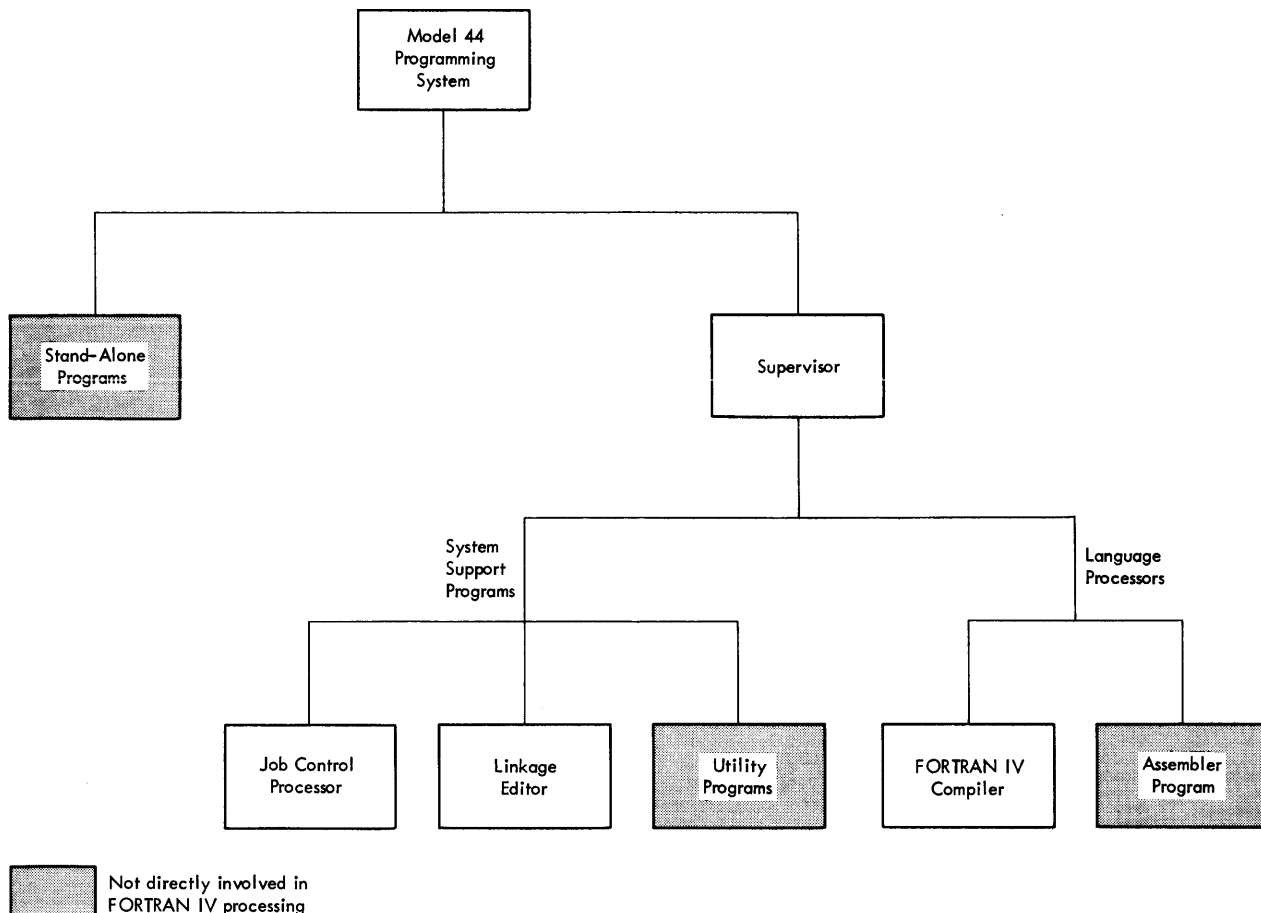 Model 44
Programming
System
Stand-Alone
Programs
Supervisor
System
Support
Programs
Language
Processors
Job Control
Processor
Linkage
Editor
Utility
Programs
FORTRAN IV
Compiler
Assembler
Program
Not directly involved in
FORTRAN IV processing